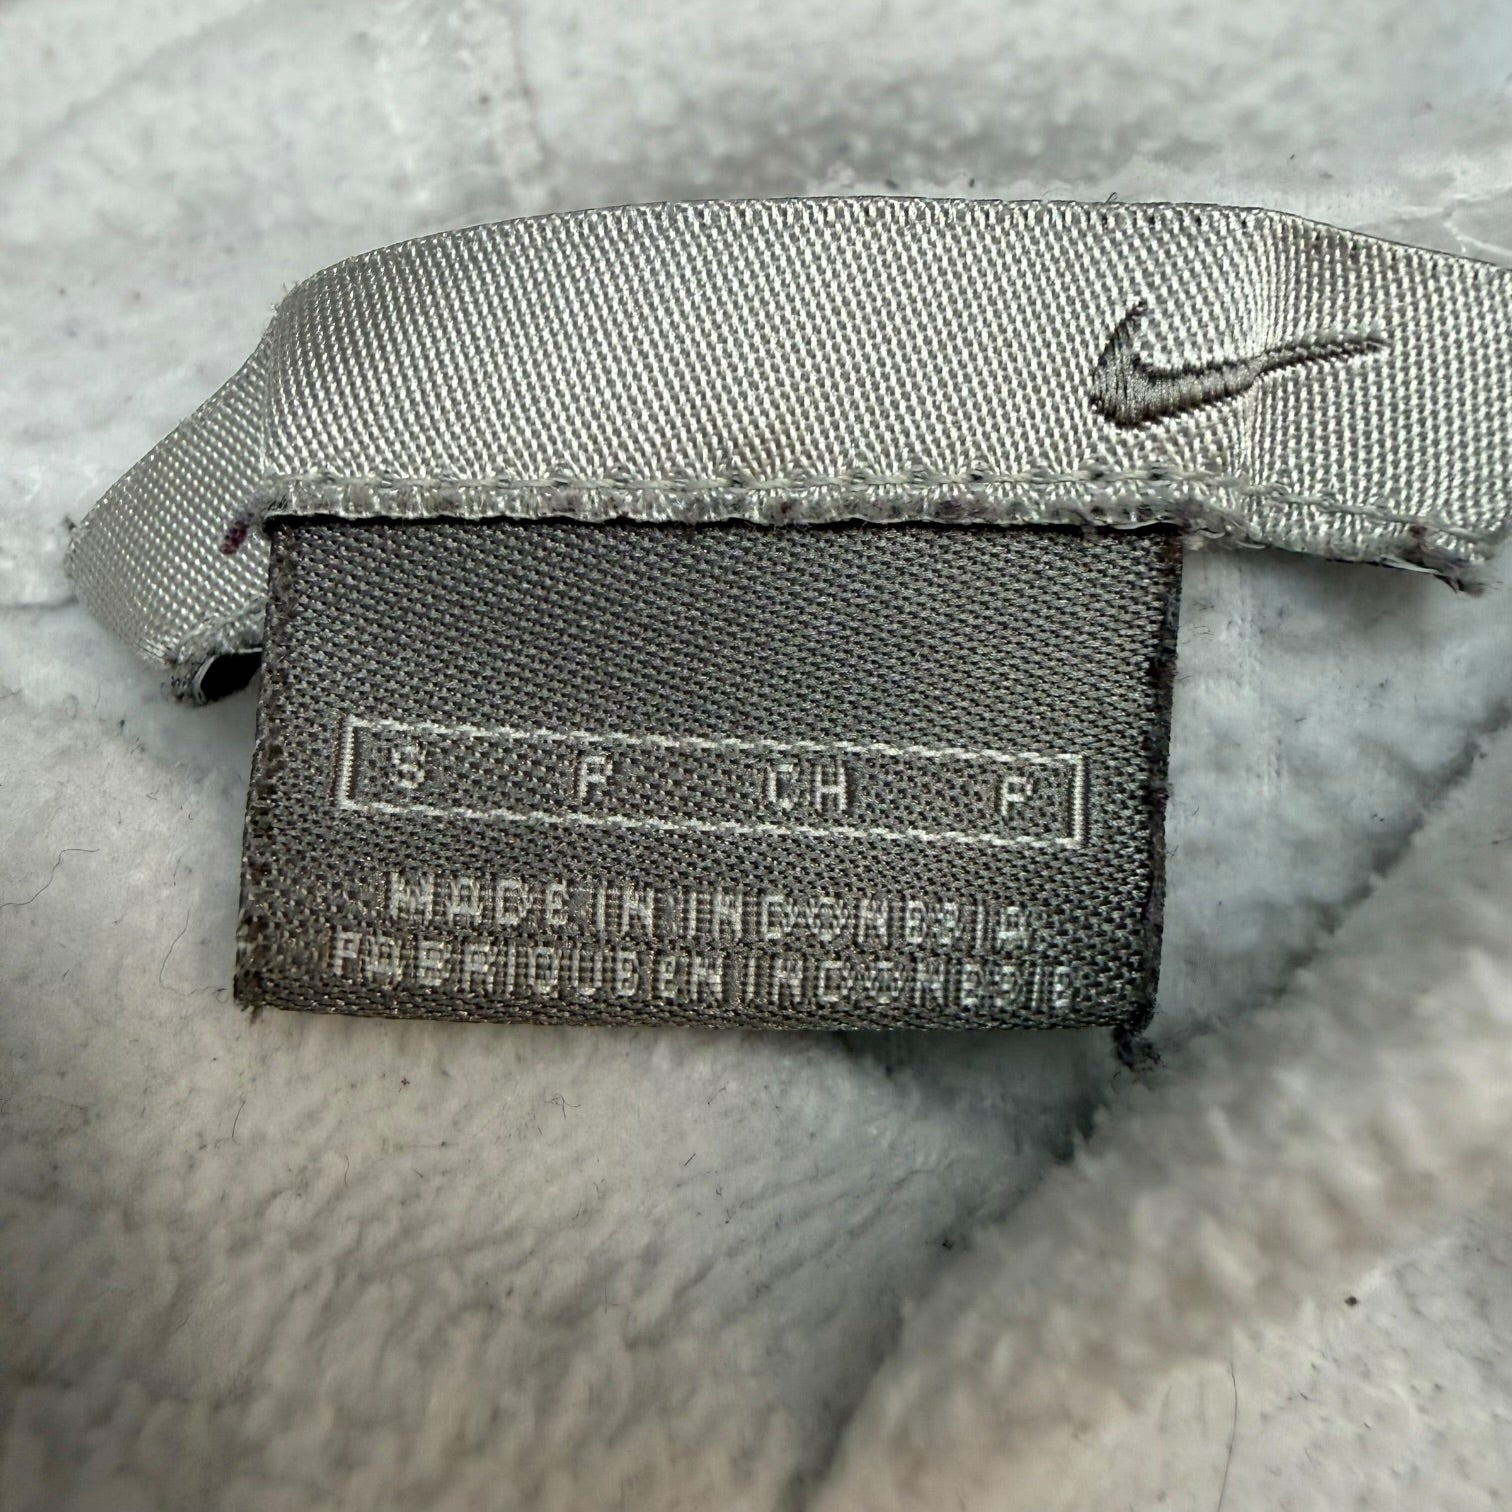 S P CH P
MADE IN INDONESIA
FABRIQUE EN INDONESIE